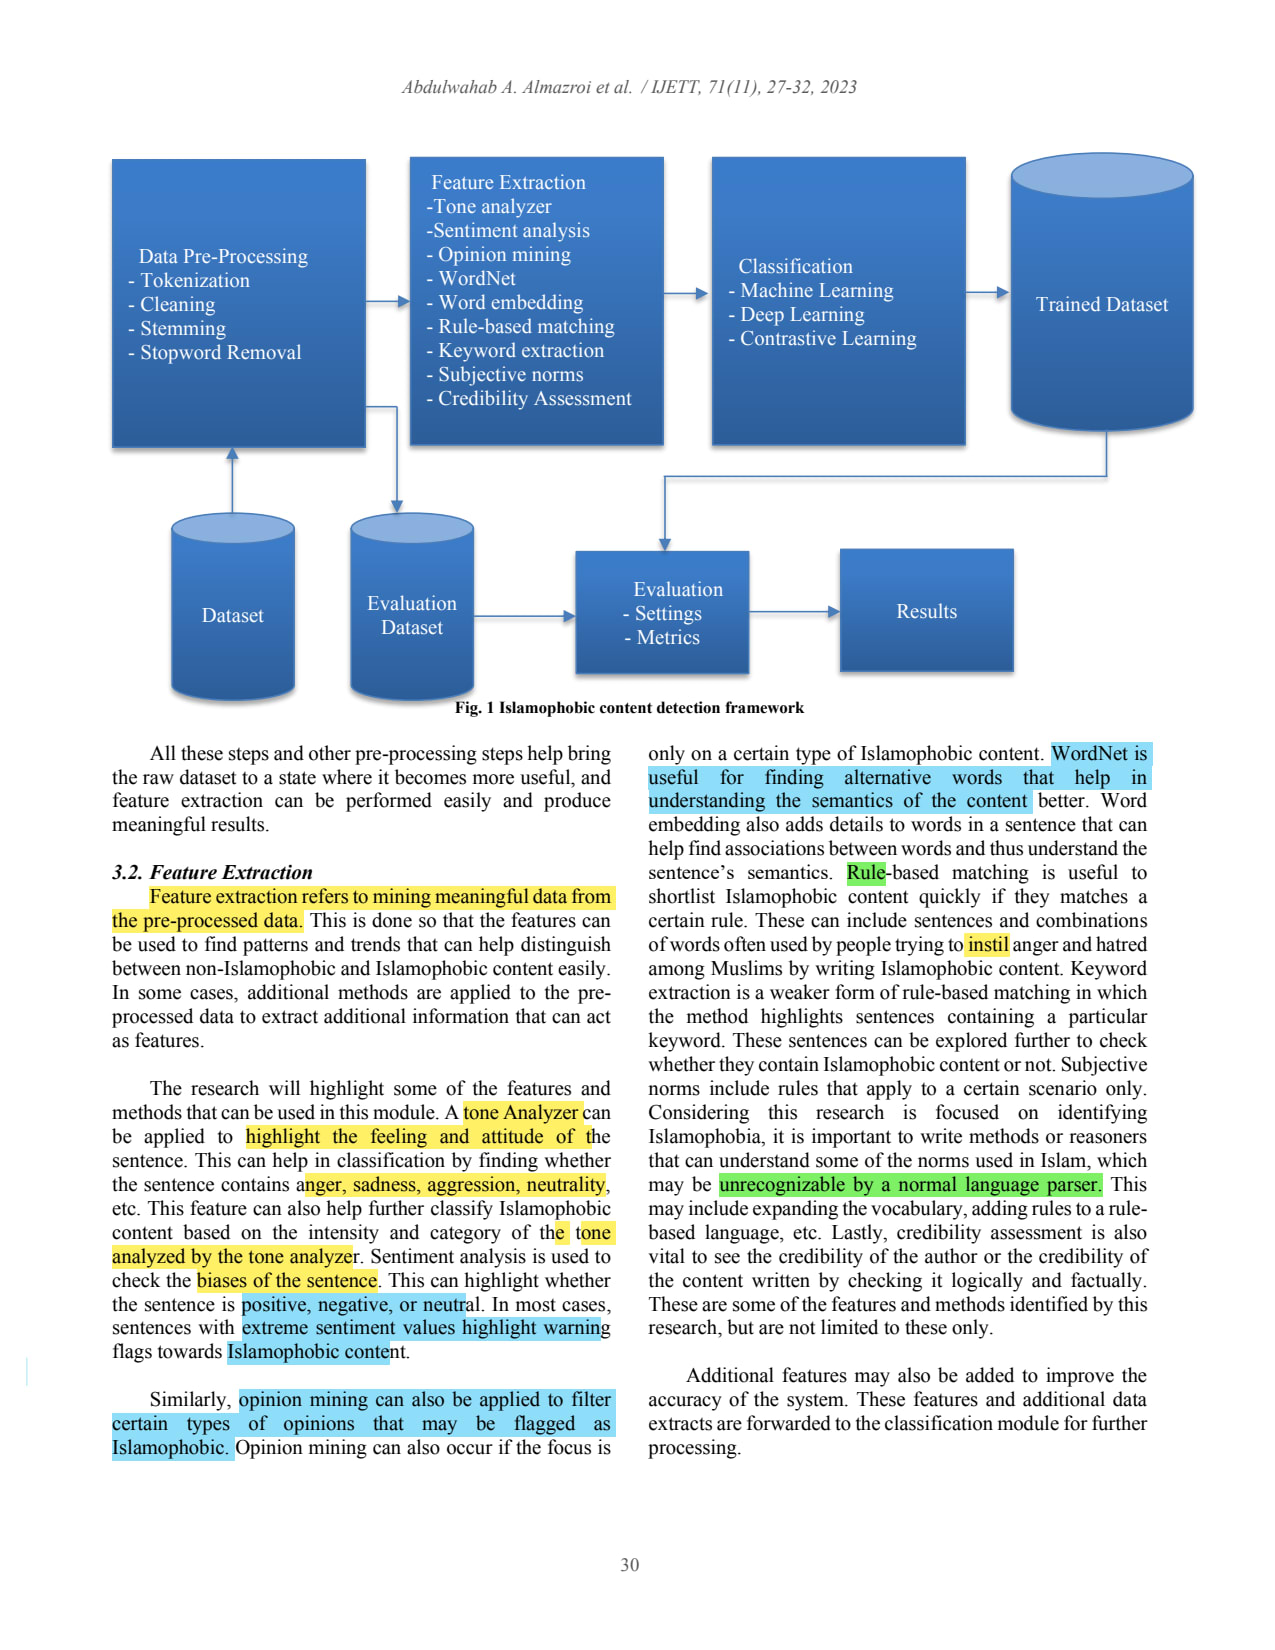 Abdulwahab A. Almazroi et al. / IJETT, 71(11), 27-32, 2023
Data Pre-Processing
- Tokenization
- Cleaning
- Stemming
- Stopword Removal
Feature Extraction
-Tone analyzer
-Sentiment analysis
- Opinion mining
- WordNet
- Word embedding
- Rule-based matching
- Keyword extraction
- Subjective norms
- Credibility Assessment
Classification
- Machine Learning
- Deep Learning
- Contrastive Learning
Trained Dataset
Dataset
Evaluation
Dataset
Evaluation
- Settings
- Metrics
Results
Fig. 1 Islamophobic content detection framework
All these steps and other pre-processing steps help bring
the raw dataset to a state where it becomes more useful, and
feature extraction can be performed easily and produce
meaningful results.
3.2. Feature Extraction
Feature extraction refers to mining meaningful data from
the pre-processed data. This is done so that the features can
be used to find patterns and trends that can help distinguish
between non-Islamophobic and Islamophobic content easily.
In some cases, additional methods are applied to the pre-
processed data to extract additional information that can act
as features.
The research will highlight some of the features and
methods that can be used in this module. A tone Analyzer can
be applied to highlight the feeling and attitude of the
sentence. This can help in classification by finding whether
the sentence contains anger, sadness, aggression, neutrality,
etc. This feature can also help further classify Islamophobic
content based on the intensity and category of the tone
analyzed by the tone analyzer. Sentiment analysis is used to
check the biases of the sentence. This can highlight whether
the sentence is positive, negative, or neutral. In most cases,
sentences with extreme sentiment values highlight warning
flags towards Islamophobic content.
Similarly, opinion mining can also be applied to filter
certain types of opinions that may be flagged as
Islamophobic. Opinion mining can also occur if the focus is
only on a certain type of Islamophobic content. WordNet is
useful for finding alternative words that help in
understanding the semantics of the content better. Word
embedding also adds details to words in a sentence that can
help find associations between words and thus understand the
sentence's semantics. Rule-based matching is useful to
shortlist Islamophobic content quickly if they matches a
certain rule. These can include sentences and combinations
of words often used by people trying to instil anger and hatred
among Muslims by writing Islamophobic content. Keyword
extraction is a weaker form of rule-based matching in which
the method highlights sentences containing a particular
keyword. These sentences can be explored further to check
whether they contain Islamophobic content or not. Subjective
norms include rules that apply to a certain scenario only.
Considering this research is focused on identifying
Islamophobia, it is important to write methods or reasoners
that can understand some of the norms used in Islam, which
may be unrecognizable by a normal language parser. This
may include expanding the vocabulary, adding rules to a rule-
based language, etc. Lastly, credibility assessment is also
vital to see the credibility of the author or the credibility of
the content written by checking it logically and factually.
These are some of the features and methods identified by this
research, but are not limited to these only.
Additional features may also be added to improve the
accuracy of the system. These features and additional data
extracts are forwarded to the classification module for further
processing.
30